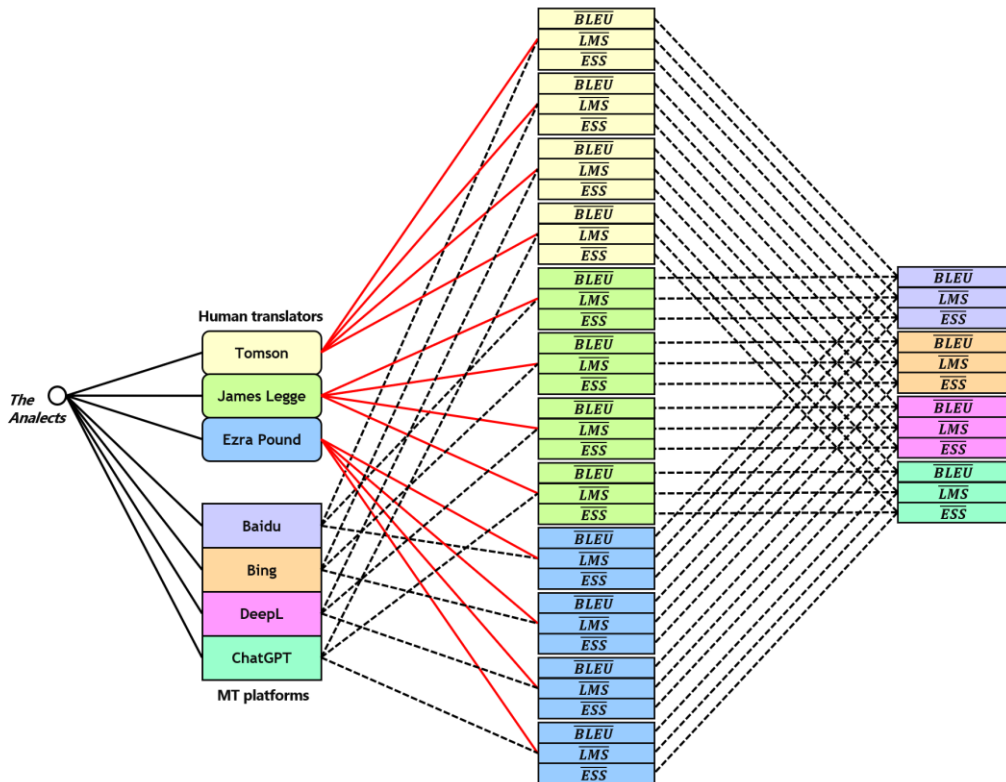 BLEU
LMS
ESS
BLEU
LMS
ESS
BLEU
LMS
ESS
BLEU
LMS
ESS
BLEU
LMS
ESS
BLEU
LMS
ESS
BLEU
LMS
ESS
BLEU
LMS
ESS
BLEU
LMS
ESS
BLEU
LMS
ESS
BLEU
LMS
ESS
BLEU
LMS
ESS
Human translators
Tomson
James Legge
Ezra Pound
The
Analects
Baidu
Bing
DeepL
ChatGPT
MT platforms
BLEU
LMS
ESS
BLEU
LMS
ESS
BLEU
LMS
ESS
BLEU
LMS
ESS